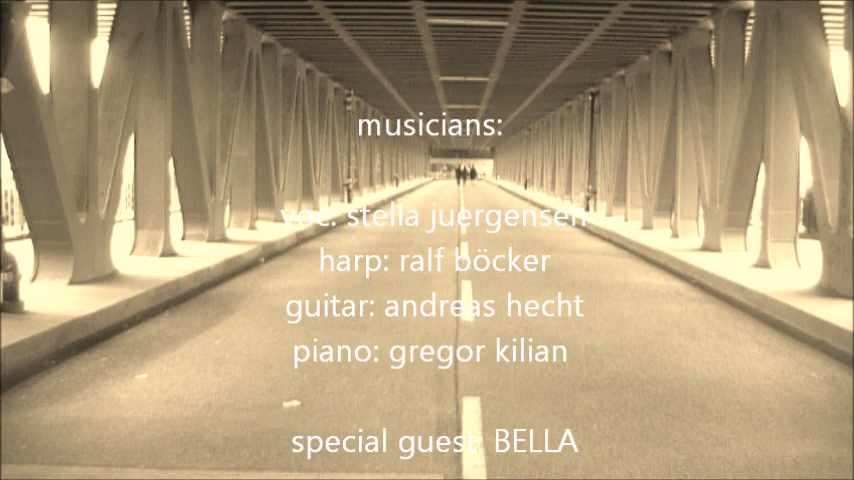 musicians:
voc: stella juergensen
harp: ralf böcker
guitar: andreas hecht
piano: gregor kilian
special guest: BELLA